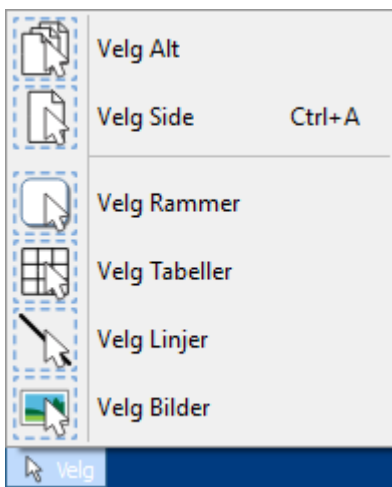 Velg Alt
Velg Side Ctrl+A
Velg Rammer
Velg Tabeller
Velg Linjer
Velg Bilder
Velg